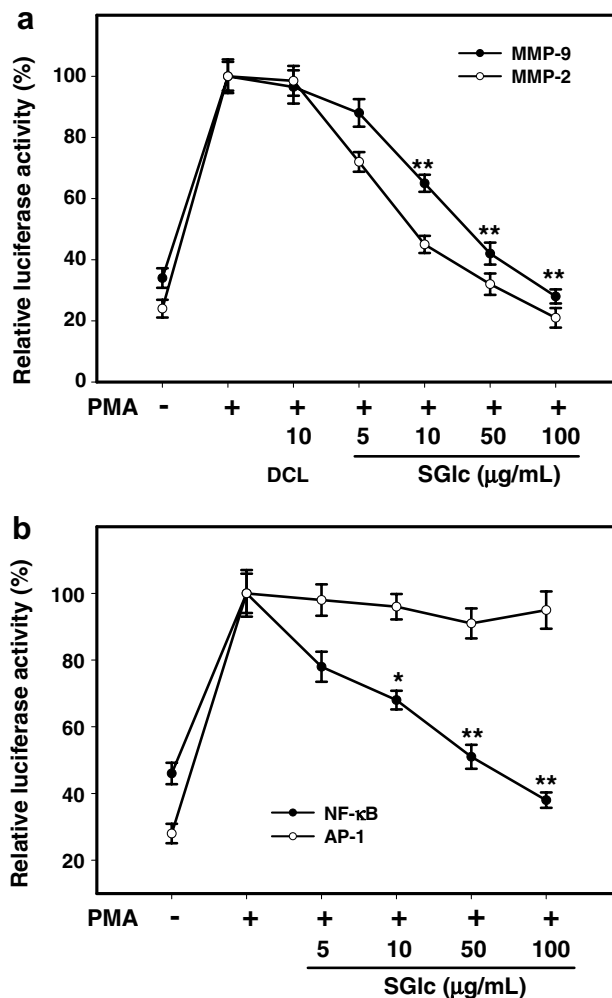 a
Relative luciferase activity (%)
MMP-9
MMP-2
100
80
60
40
20
0
** ** **
PMA - + + + + + +
10 5 10 50 100
DCL SGlc (μg/mL)
b
Relative luciferase activity (%)
100
80
60
40
20
* ** **
NF-κB
AP-1
PMA - + + + + +
5 10 50 100
SGlc (μg/mL)